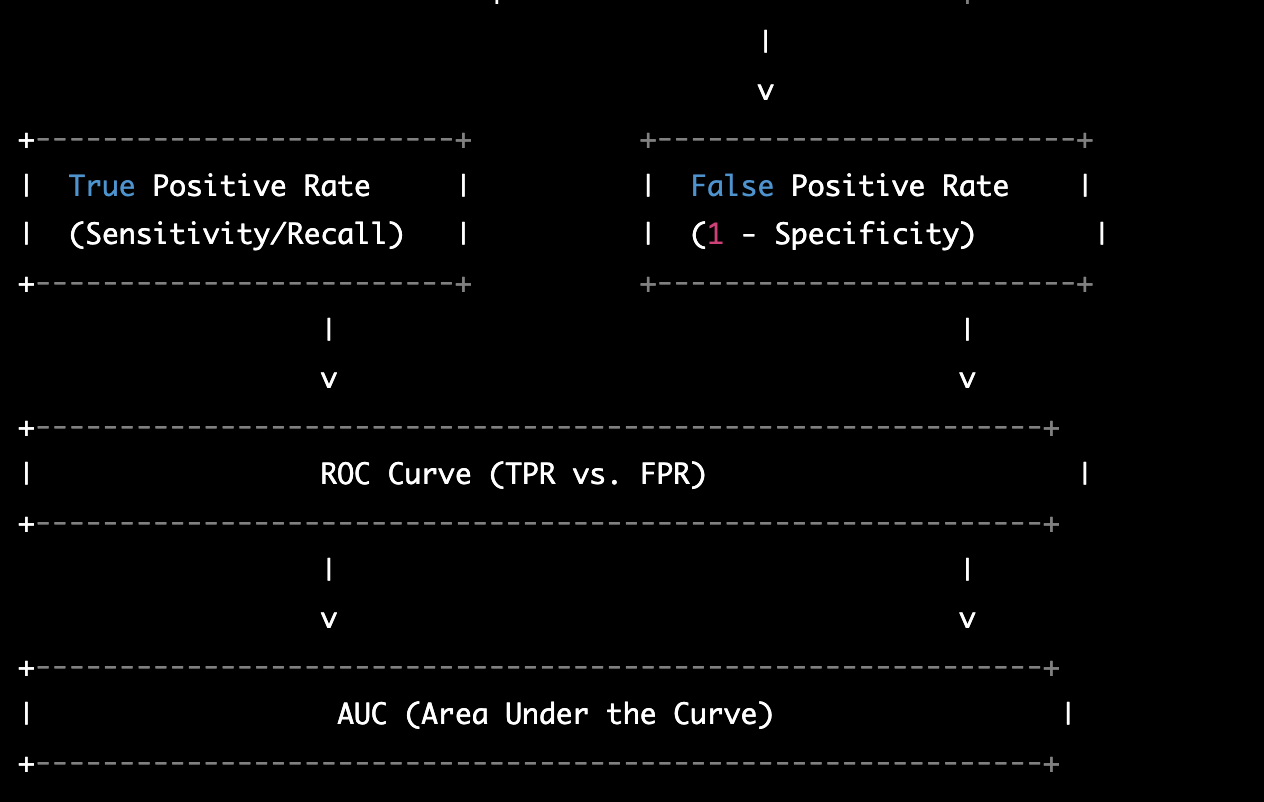 |
v
+-------------------------+          +-------------------------+
|  True Positive Rate     |          |  False Positive Rate    |
|  (Sensitivity/Recall)   |          |  (1 - Specificity)       |
+-------------------------+          +-------------------------+
                  |                                     |
                  v                                     v
+------------------------------------------------------------+
|                 ROC Curve (TPR vs. FPR)                      |
+------------------------------------------------------------+
                  |                                     |
                  v                                     v
+------------------------------------------------------------+
|                  AUC (Area Under the Curve)                 |
+------------------------------------------------------------+